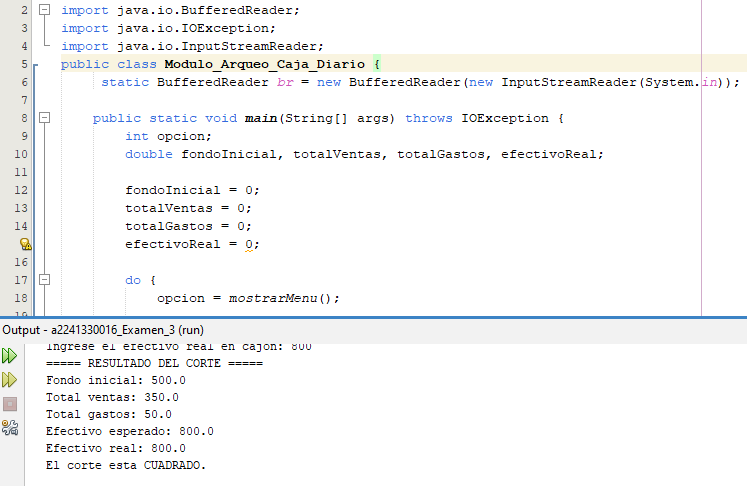 2 import java.io.BufferedReader;
3 import java.io.IOException;
4 import java.io.InputStreamReader;
5 public class Modulo_Arqueo_Caja_Diario {
6 static BufferedReader br = new BufferedReader(new InputStreamReader(System.in));
7
8 public static void main(String[] args) throws IOException {
9 int opcion;
10 double fondoInicial, totalVentas, totalGastos, efectivoReal;
11
12 fondoInicial = 0;
13 totalVentas = 0;
14 totalGastos = 0;
efectivoReal = 0;
16
17 do {
18 opcion = mostrarMenu();
19
Output - a2241330016_Examen_3 (run)
Ingrese el efectivo real en cajon: 800
===== RESULTADO DEL CORTE =====
Fondo inicial: 500.0
Total ventas: 350.0
Total gastos: 50.0
Efectivo esperado: 800.0
Efectivo real: 800.0
El corte esta CUADRADO.